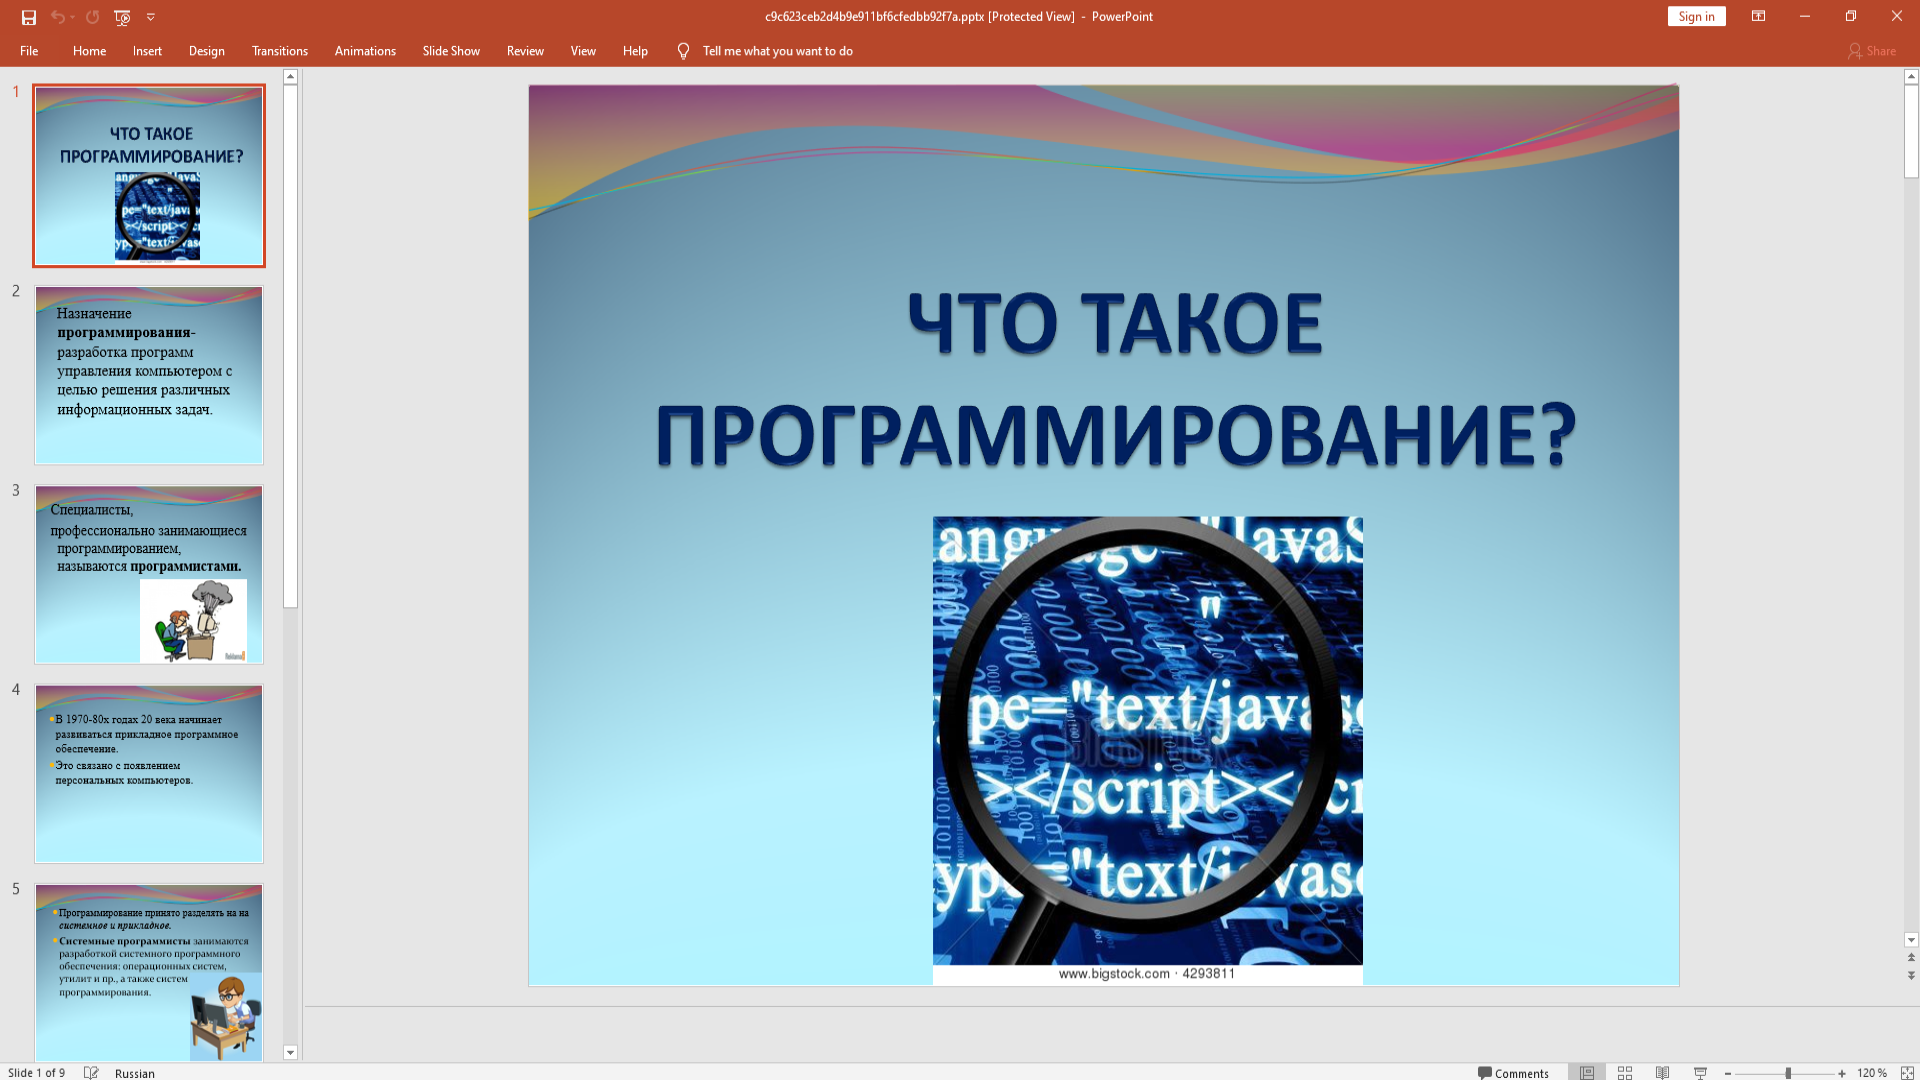 c9c623ceb2d4b9e911bf6cfedbb92f7a.pptx [Protected View] - PowerPoint
Sign in
File Home Insert Design Transitions Animations Slide Show Review View Help Tell me what you want to do Share
1
ЧТО ТАКОЕ
ПРОГРАММИРОВАНИЕ?
2
Назначение
программирования-
разработка программ
управления компьютером с
целью решения различных
информационных задач.
3
Специалисты,
профессионально занимающиеся
программированием,
называются программистами.
4
В 1970-80х годах 20 века начинает
развиваться прикладное программное
обеспечение.
Это связано с появлением
персональных компьютеров.
5
Программирование принято разделять на на
системное и прикладное.
Системные программисты занимаются
разработкой системного программного
обеспечения: операционных систем,
утилит и пр., а также систем
программирования.
ЧТО ТАКОЕ
ПРОГРАММИРОВАНИЕ?
"
pe="text/javasc
></script><scr
ype="text/javasc
BIGSTOCK
www.bigstock.com · 4293811
Slide 1 of 9 Russian Comments 120 %